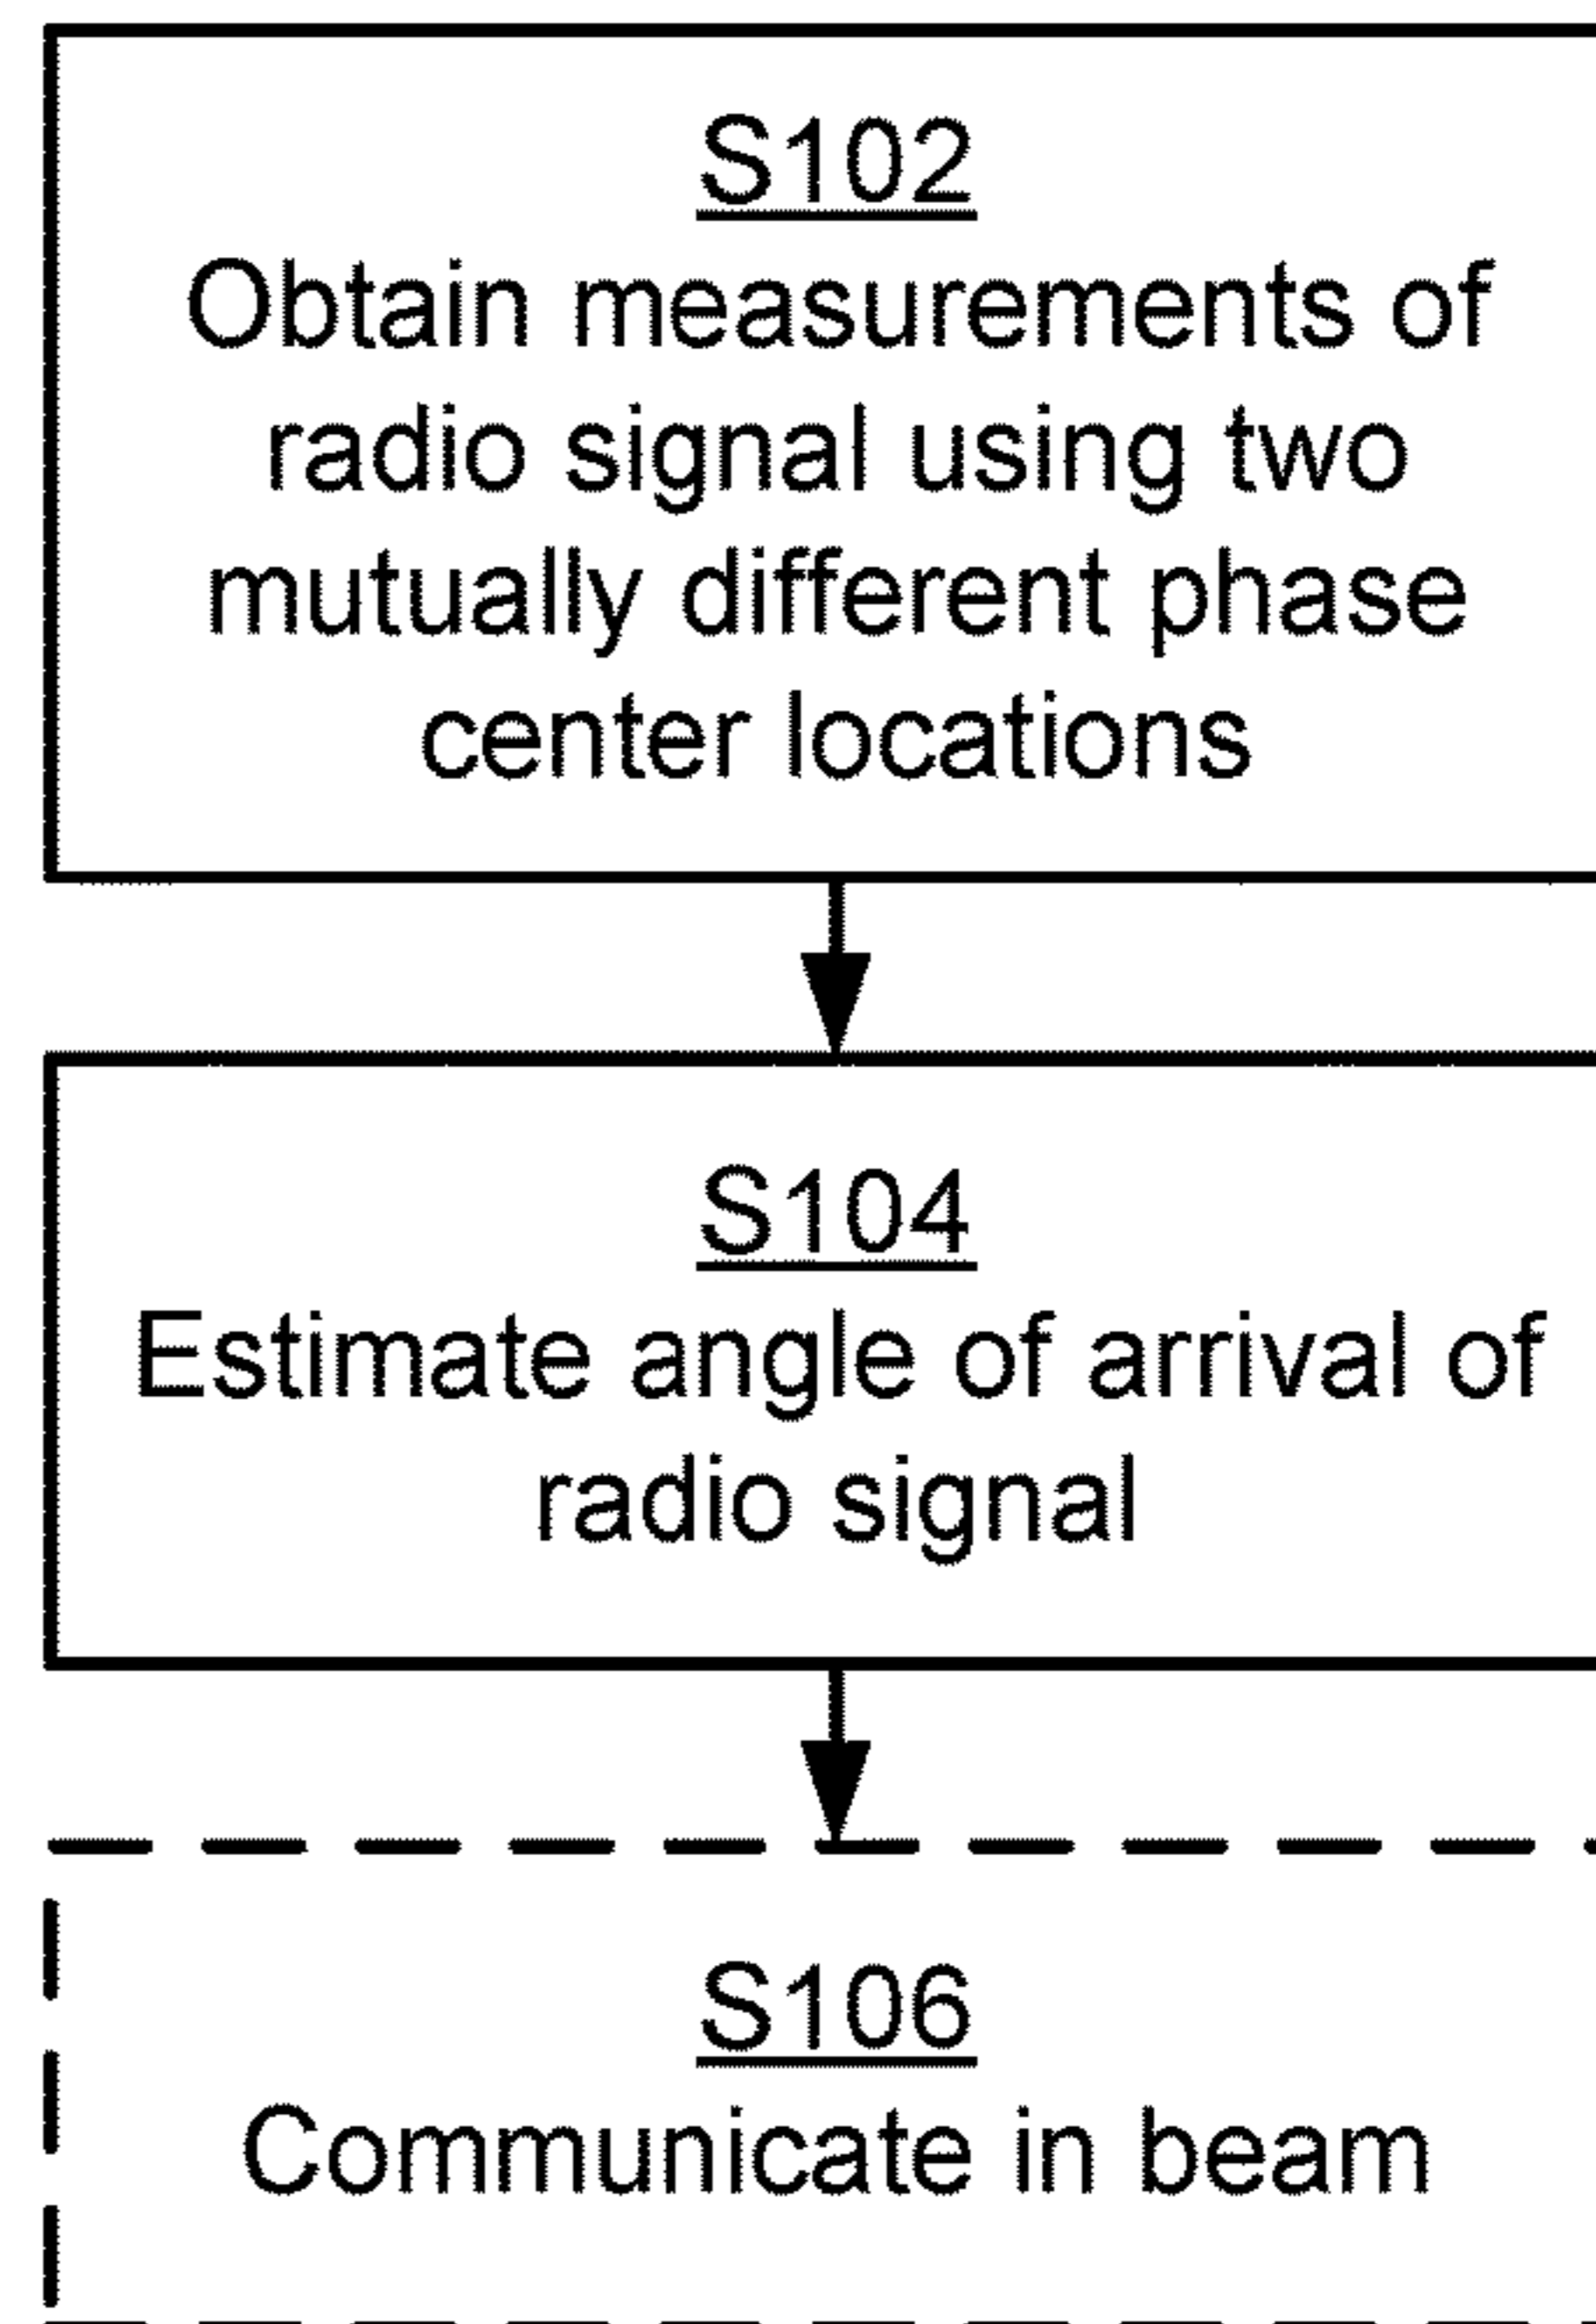 S102
Obtain measurements of
radio signal using two
mutually different phase
center locations
S104
Estimate angle of arrival of
radio signal
S106
Communicate in beam